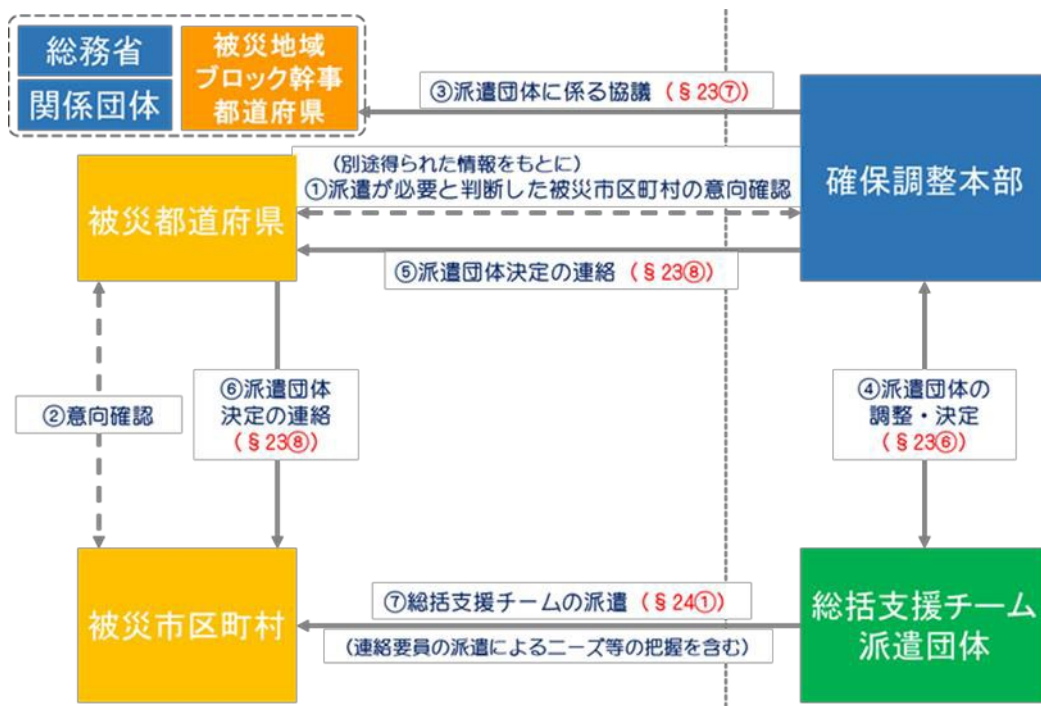 総務省
関係団体
被災地域
ブロック幹事
都道府県
③派遣団体に係る協議（§23⑦）
確保調整本部
被災都道府県
（別途得られた情報をもとに）
①派遣が必要と判断した被災市区町村の意向確認
⑤派遣団体決定の連絡（§23⑧）
②意向確認
⑥派遣団体
決定の連絡
（§23⑧）
④派遣団体の
調整・決定
（§23⑥）
被災市区町村
⑦総括支援チームの派遣（§24①）
（連絡要員の派遣によるニーズ等の把握を含む）
総括支援チーム
派遣団体